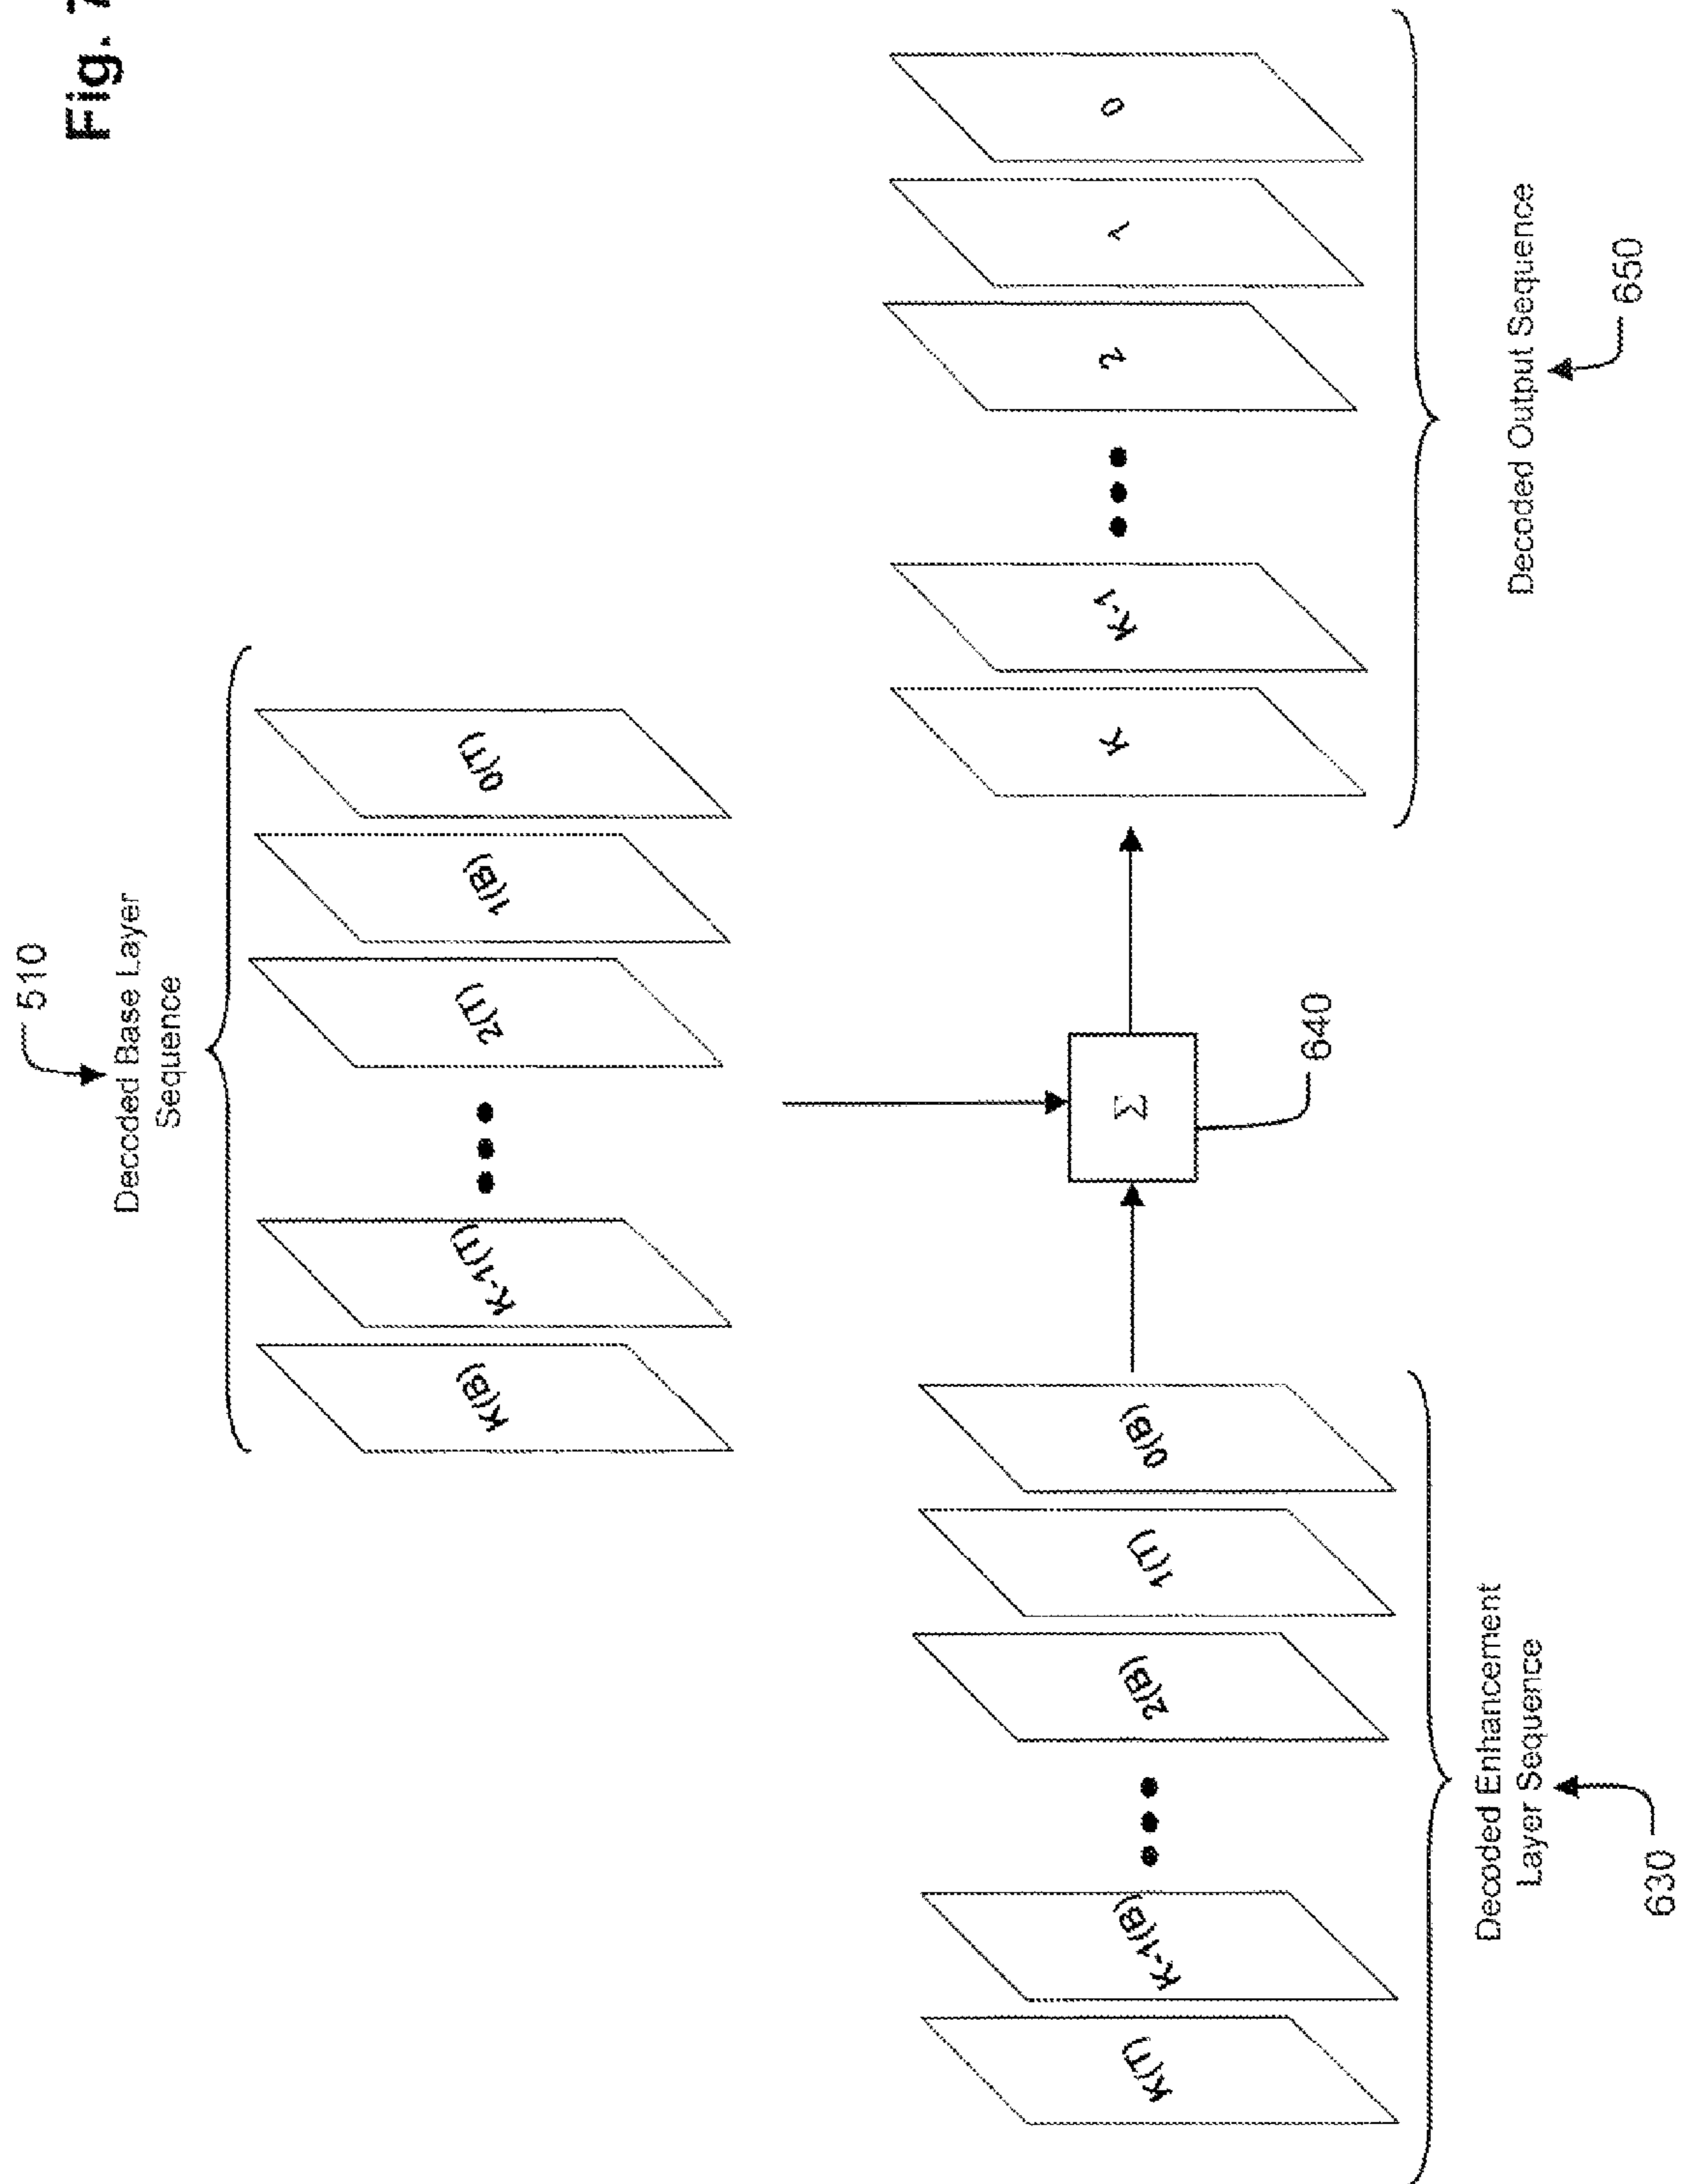 Fig. 7
510
Decoded Base Layer
Sequence
K(B)
K-1(T)
2(T)
1(B)
0(T)
K(T)
K-1(B)
2(B)
1(T)
0(B)
Σ
640
K
K-1
2
1
0
Decoded Enhancement
Layer Sequence
630
Decoded Output Sequence
650